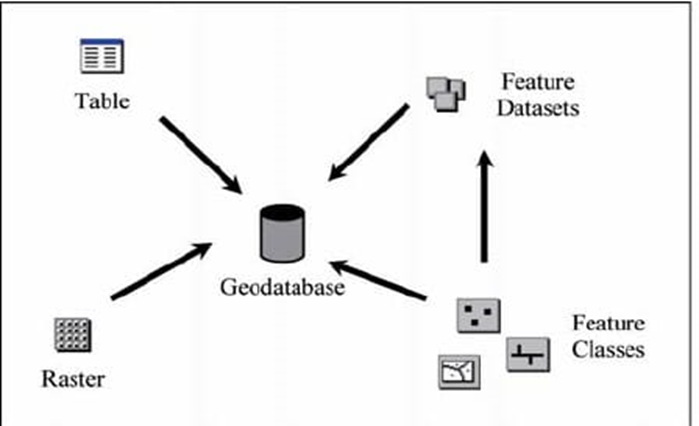 Table
Feature
Datasets
Geodatabase
Raster
Feature
Classes